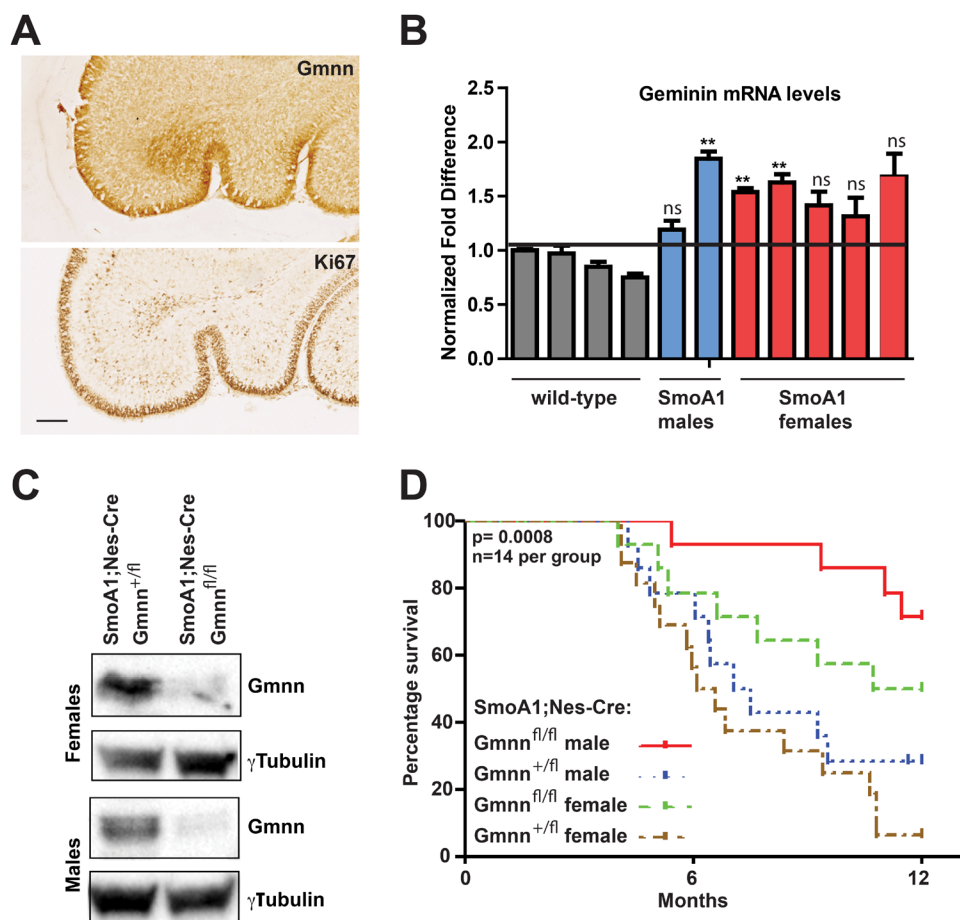 A
Gmnn
Ki67
B
Geminin mRNA levels
Normalized Fold Difference
2.5
2.0
1.5
1.0
0.5
0.0
ns
**
**
**
ns
ns
ns
wild-type
SmoA1
males
SmoA1
females
C
SmoA1;Nes-Cre
Gmnn+/fl
SmoA1;Nes-Cre
Gmnnfl/fl
Females
Gmnn
γTubulin
Males
Gmnn
γTubulin
D
Percentage survival
100
80
60
40
20
0
p= 0.0008
n=14 per group
SmoA1;Nes-Cre:
Gmnnfl/fl male
Gmnn+/fl male
Gmnnfl/fl female
Gmnn+/fl female
0
6
12
Months